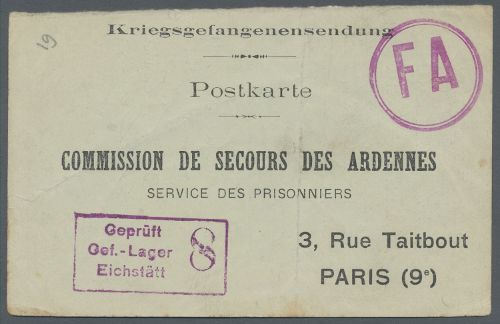 19
Kriegsgefangenensendung
FA
Postkarte
COMMISSION DE SECOURS DES ARDENNES
SERVICE DES PRISONNIERS
Geprüft
Gef.-Lager
Eichstätt
8
3, Rue Taitbout
PARIS (9e)